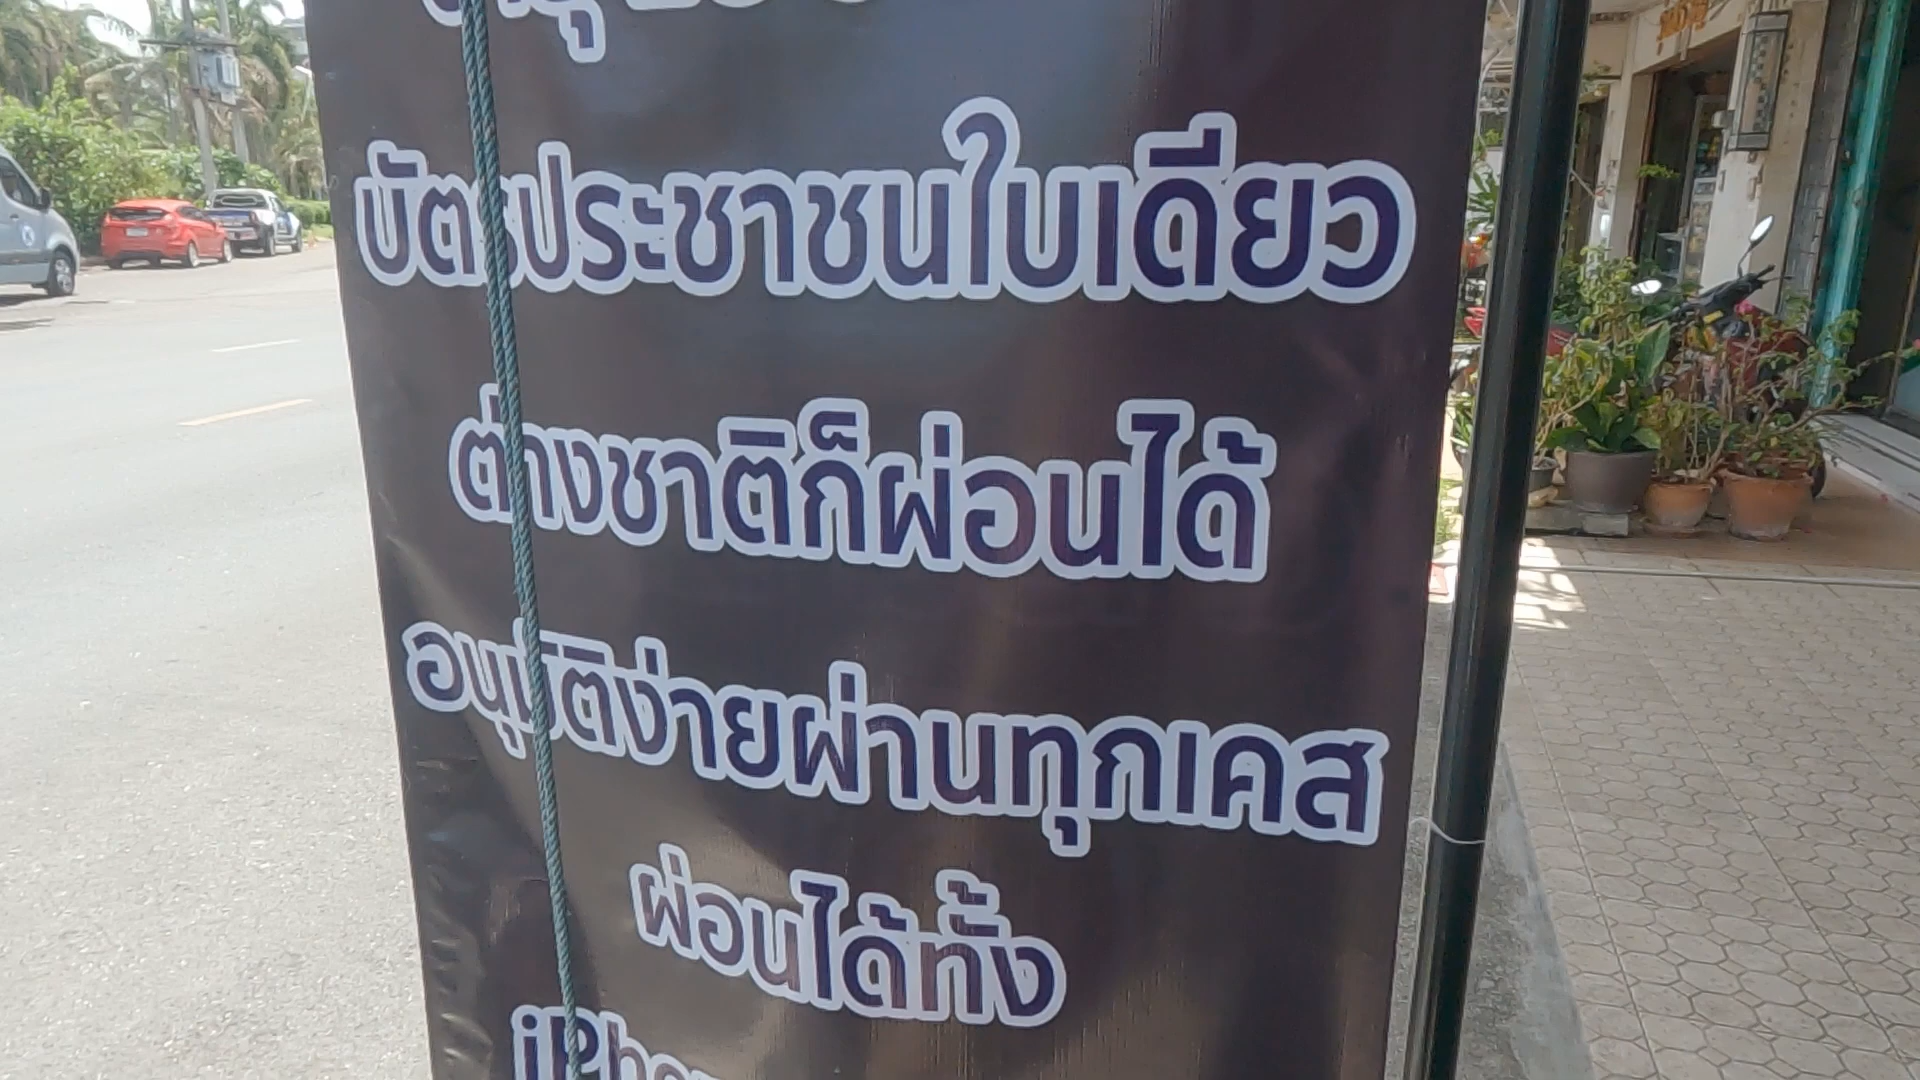 บัตรประชาชนใบเดียว
ต่างชาติก็ผ่อนได้
อนุมัติง่ายผ่านทุกเคส
ผ่อนได้ทั้ง